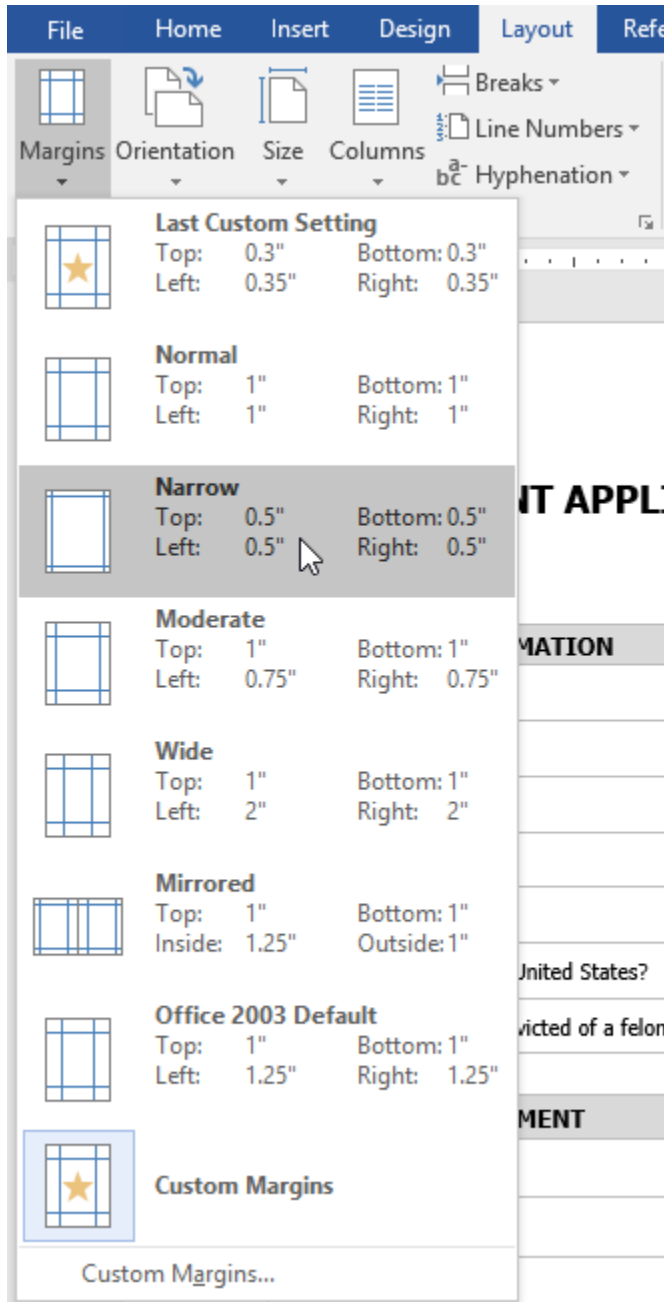 File Home Insert Design Layout Refe
Breaks
Line Numbers
Margins Orientation Size Columns
Hyphenation
Last Custom Setting
Top: 0.3" Bottom: 0.3"
Left: 0.35" Right: 0.35"
Normal
Top: 1" Bottom: 1"
Left: 1" Right: 1"
Narrow
Top: 0.5" Bottom: 0.5"
Left: 0.5" Right: 0.5"
NT APPLI
Moderate
Top: 1" Bottom: 1"
Left: 0.75" Right: 0.75"
MATION
Wide
Top: 1" Bottom: 1"
Left: 2" Right: 2"
Mirrored
Top: 1" Bottom: 1"
Inside: 1.25" Outside: 1"
United States?
Office 2003 Default
Top: 1" Bottom: 1"
Left: 1.25" Right: 1.25"
victed of a felon
MENT
Custom Margins
Custom Margins...